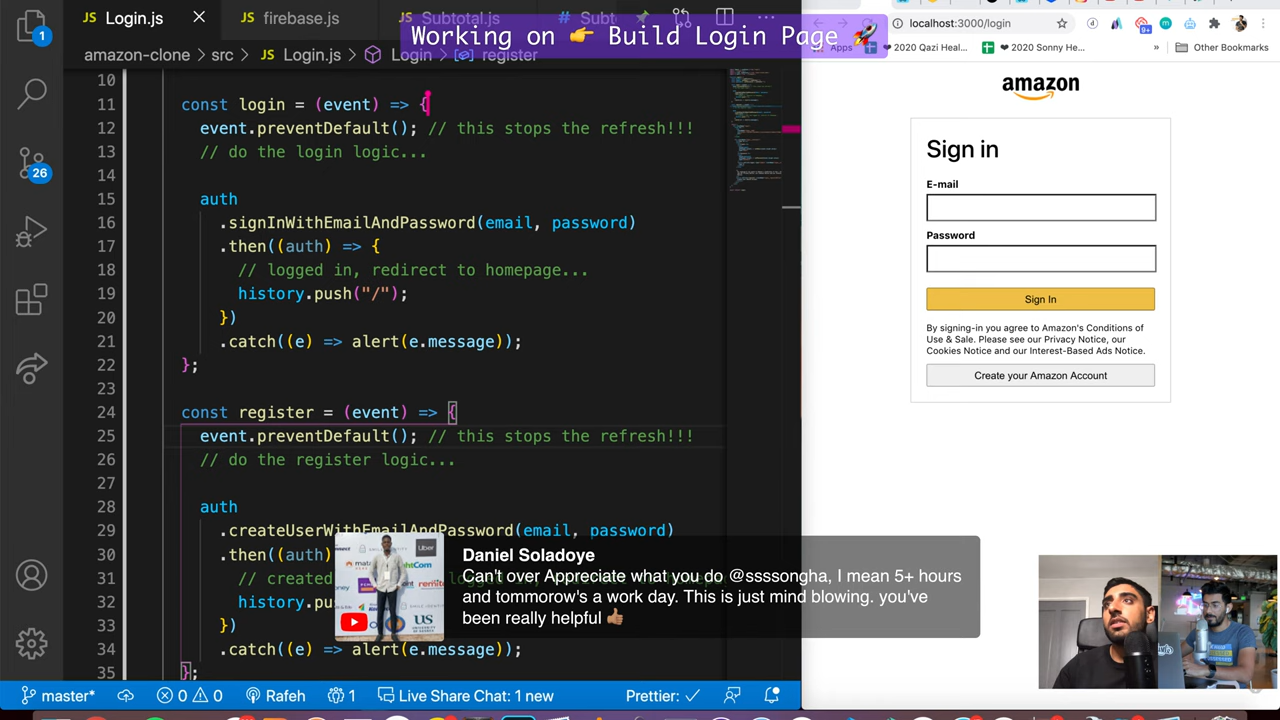 Login.js
firebase.js
Subtotal.js
# Subt
Working on 👉 Build Login Page 🚀
src > Login.js > Login > register
1
26
10
11 const login = (event) => {
12 event.preventDefault(); // this stops the refresh!!!
13 // do the login logic...
14
15 auth
16 .signInWithEmailAndPassword(email, password)
17 .then((auth) => {
18 // logged in, redirect to homepage...
19 history.push("/");
20 })
21 .catch((e) => alert(e.message));
22 };
23
24 const register = (event) => {
25 event.preventDefault(); // this stops the refresh!!!
26 // do the register logic...
27
28 auth
29 .createUserWithEmailAndPassword(email, password)
30 .then((auth)
31 // created
32 history.pu
33 })
34 .catch((e) => alert(e.message));
35 };
master* 0 0 Rafeh 1 Live Share Chat: 1 new Prettier: ✓
localhost:3000/login
9+
Apps ❤ 2020 Qazi Heal... ❤ 2020 Sonny He... » Other Bookmarks
amazon
Sign in
E-mail
Password
Sign In
By signing-in you agree to Amazon's Conditions of
Use & Sale. Please see our Privacy Notice, our
Cookies Notice and our Interest-Based Ads Notice.
Create your Amazon Account
Daniel Soladoye
Can't over Appreciate what you do @ssssongha, I mean 5+ hours
and tommorow's a work day. This is just mind blowing. you've
been really helpful 👍🏽
Uber